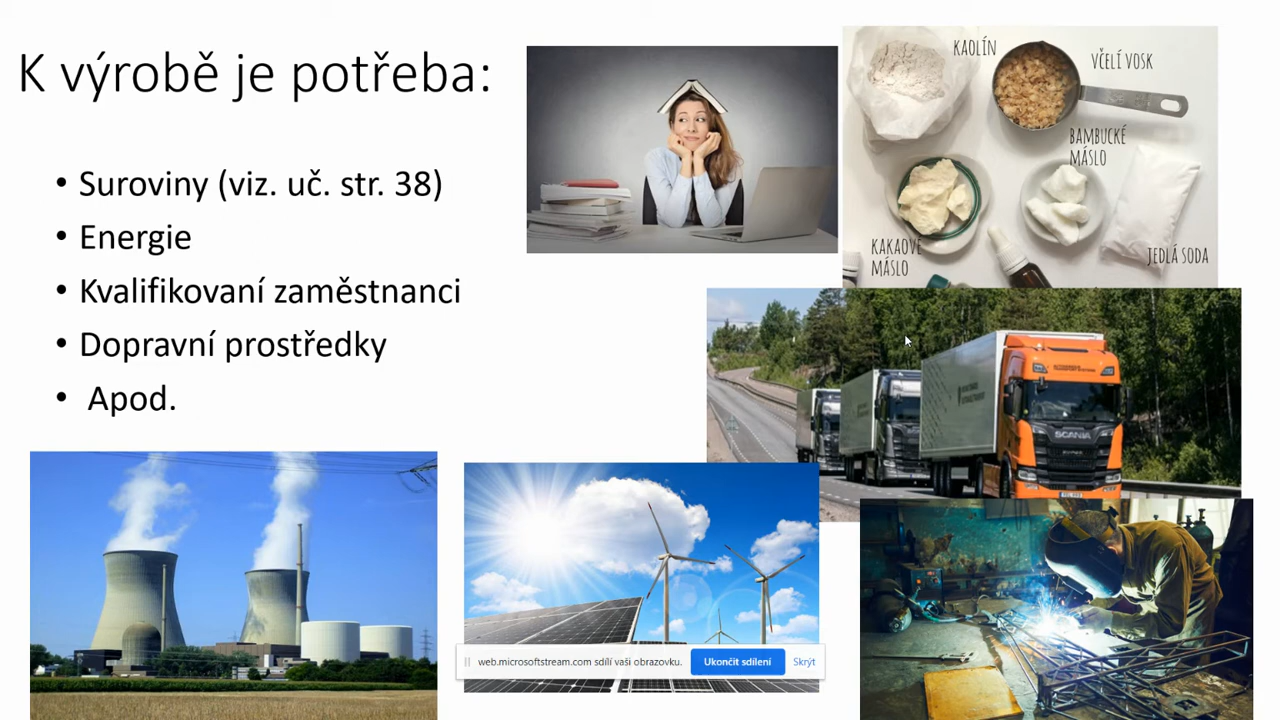 K výrobě je potřeba:
• Suroviny (viz. uč. str. 38)
• Energie
• Kvalifikovaní zaměstnanci
• Dopravní prostředky
• Apod.
KAOLÍN
VČELÍ VOSK
BAMBUCKÉ
MÁSLO
KAKAOVÉ
MÁSLO
JEDLÁ SODA
SCANIA
web.microsoftstream.com sdílí vaši obrazovku.
Ukončit sdílení
Skrýt